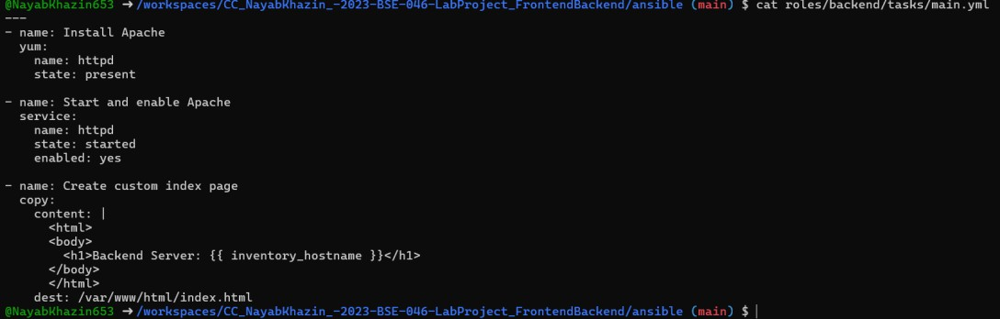 @NayabKhazin653 ➜ /workspaces/CC_NayabKhazin_-2023-BSE-046-LabProject_FrontendBackend/ansible (main) $ cat roles/backend/tasks/main.yml
---
- name: Install Apache
  yum:
    name: httpd
    state: present

- name: Start and enable Apache
  service:
    name: httpd
    state: started
    enabled: yes

- name: Create custom index page
  copy:
    content: |
      <html>
      <body>
        <h1>Backend Server: {{ inventory_hostname }}</h1>
      </body>
      </html>
    dest: /var/www/html/index.html
@NayabKhazin653 ➜ /workspaces/CC_NayabKhazin_-2023-BSE-046-LabProject_FrontendBackend/ansible (main) $